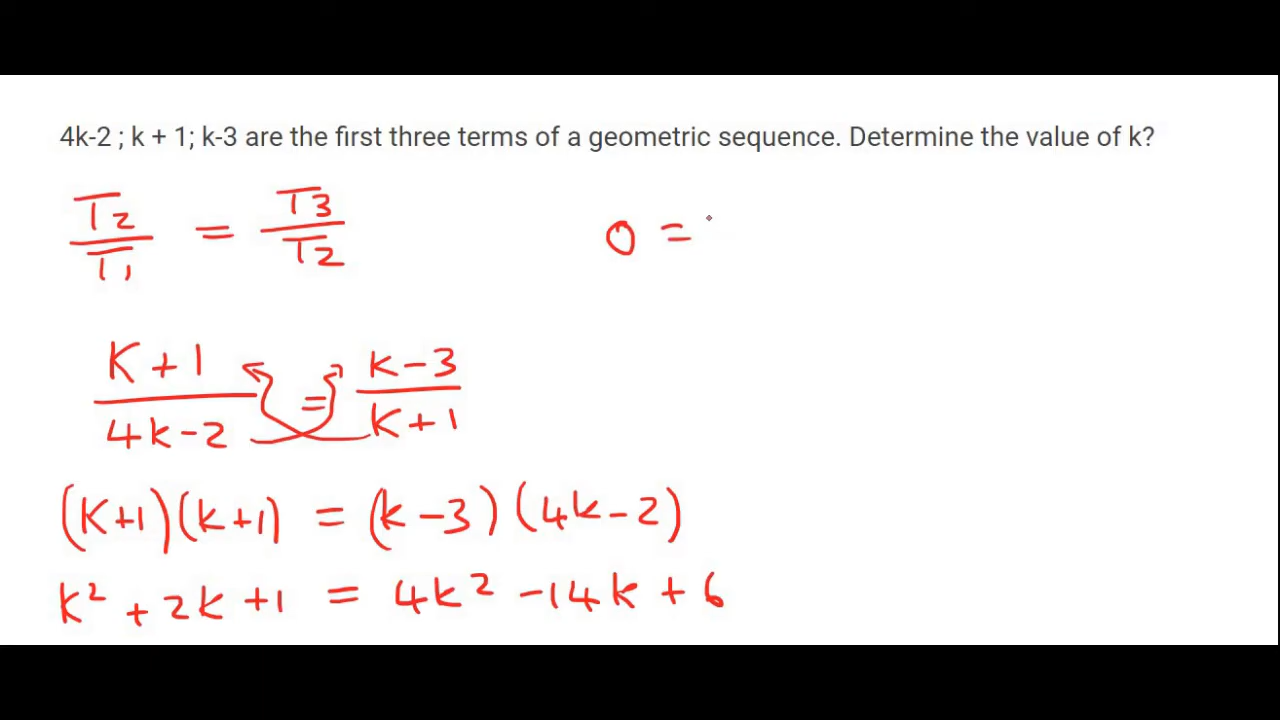 4k-2 ; k + 1; k-3 are the first three terms of a geometric sequence. Determine the value of k?
T2/T1 = T3/T2
K+1/4k-2 = k-3/K+1
(K+1)(k+1) = (k-3)(4k-2)
k² + 2k +1 = 4k² -14k + 6
0 =